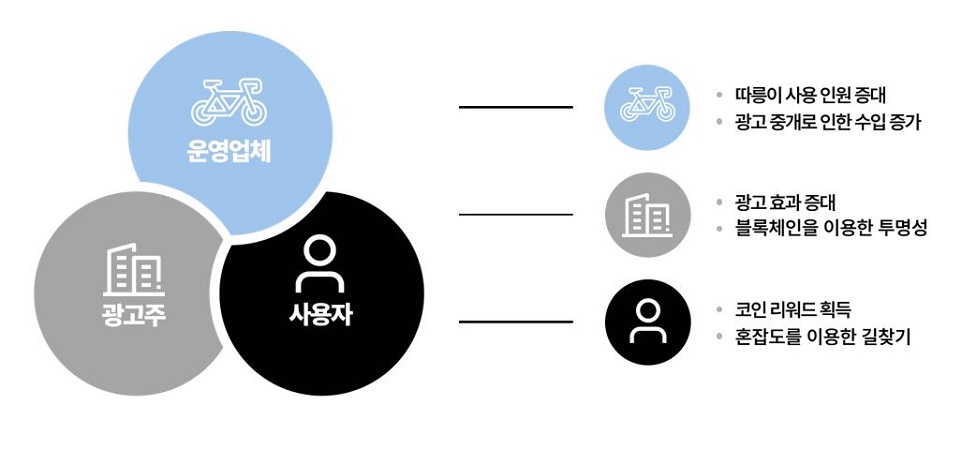 운영업체
광고주
사용자
따릉이 사용 인원 증대
광고 중개로 인한 수입 증가
광고 효과 증대
블록체인을 이용한 투명성
코인 리워드 획득
혼잡도를 이용한 길찾기